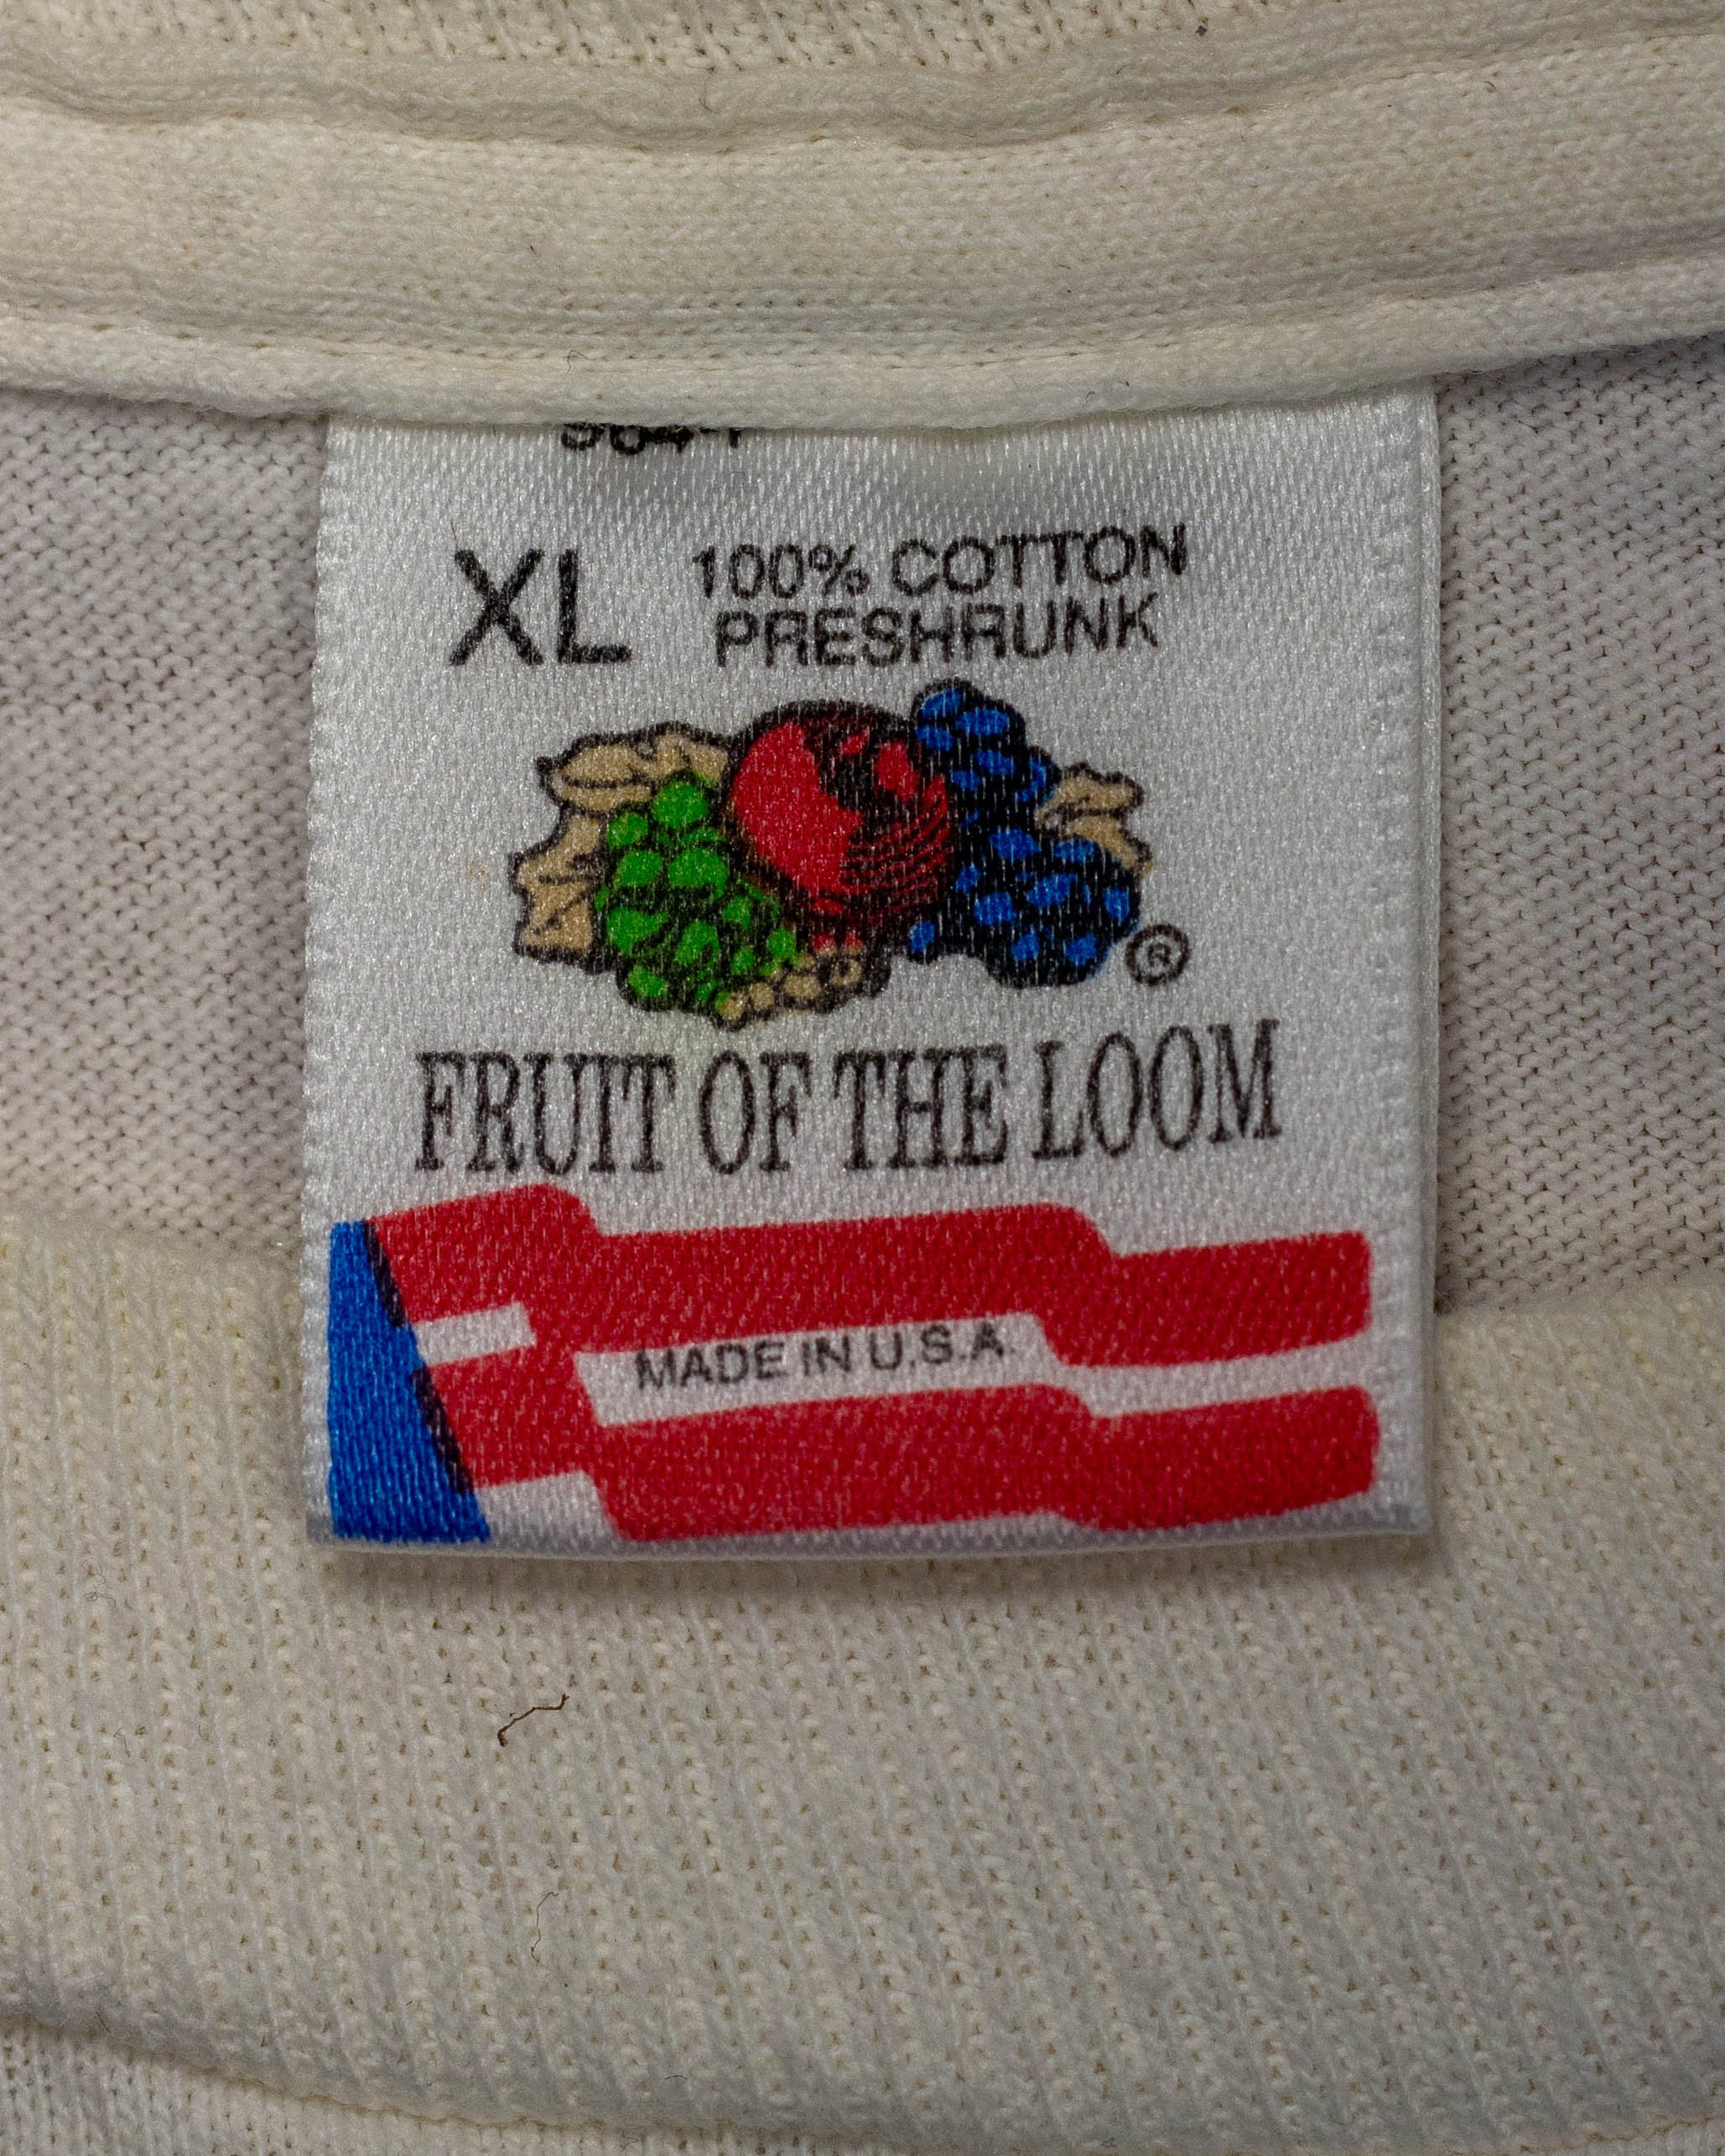 XL 100% COTTON
PRESHRUNK
®
FRUIT OF THE LOOM
MADE IN U.S.A.